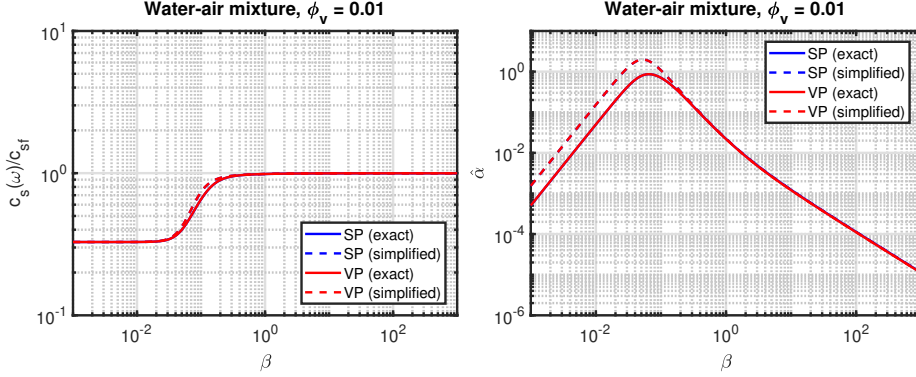 Water-air mixture, ϕv = 0.01
10^1
10^0
10^-1
cs(ω)/csf
SP (exact)
SP (simplified)
VP (exact)
VP (simplified)
10^-2 10^0 10^2
β
Water-air mixture, ϕv = 0.01
10^0
10^-2
10^-4
10^-6
α̂
SP (exact)
SP (simplified)
VP (exact)
VP (simplified)
10^-2 10^0 10^2
β